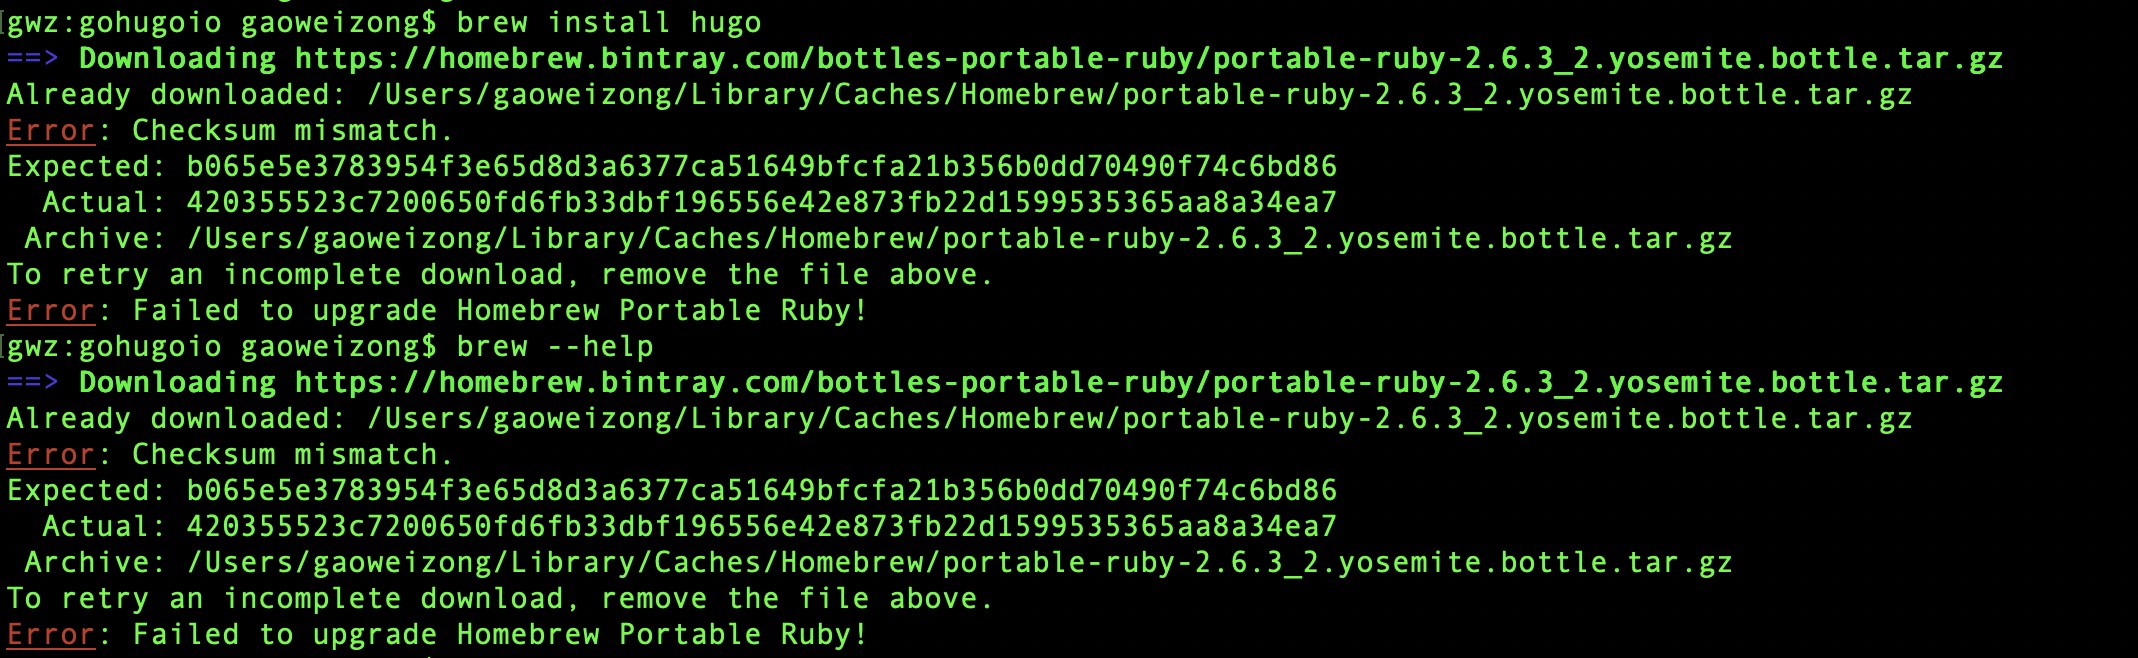 gwz:gohugoio gaoweizong$ brew install hugo
==> Downloading https://homebrew.bintray.com/bottles-portable-ruby/portable-ruby-2.6.3_2.yosemite.bottle.tar.gz
Already downloaded: /Users/gaoweizong/Library/Caches/Homebrew/portable-ruby-2.6.3_2.yosemite.bottle.tar.gz
Error: Checksum mismatch.
Expected: b065e5e3783954f3e65d8d3a6377ca51649bfcfa21b356b0dd70490f74c6bd86
  Actual: 420355523c7200650fd6fb33dbf196556e42e873fb22d1599535365aa8a34ea7
 Archive: /Users/gaoweizong/Library/Caches/Homebrew/portable-ruby-2.6.3_2.yosemite.bottle.tar.gz
To retry an incomplete download, remove the file above.
Error: Failed to upgrade Homebrew Portable Ruby!
gwz:gohugoio gaoweizong$ brew --help
==> Downloading https://homebrew.bintray.com/bottles-portable-ruby/portable-ruby-2.6.3_2.yosemite.bottle.tar.gz
Already downloaded: /Users/gaoweizong/Library/Caches/Homebrew/portable-ruby-2.6.3_2.yosemite.bottle.tar.gz
Error: Checksum mismatch.
Expected: b065e5e3783954f3e65d8d3a6377ca51649bfcfa21b356b0dd70490f74c6bd86
  Actual: 420355523c7200650fd6fb33dbf196556e42e873fb22d1599535365aa8a34ea7
 Archive: /Users/gaoweizong/Library/Caches/Homebrew/portable-ruby-2.6.3_2.yosemite.bottle.tar.gz
To retry an incomplete download, remove the file above.
Error: Failed to upgrade Homebrew Portable Ruby!